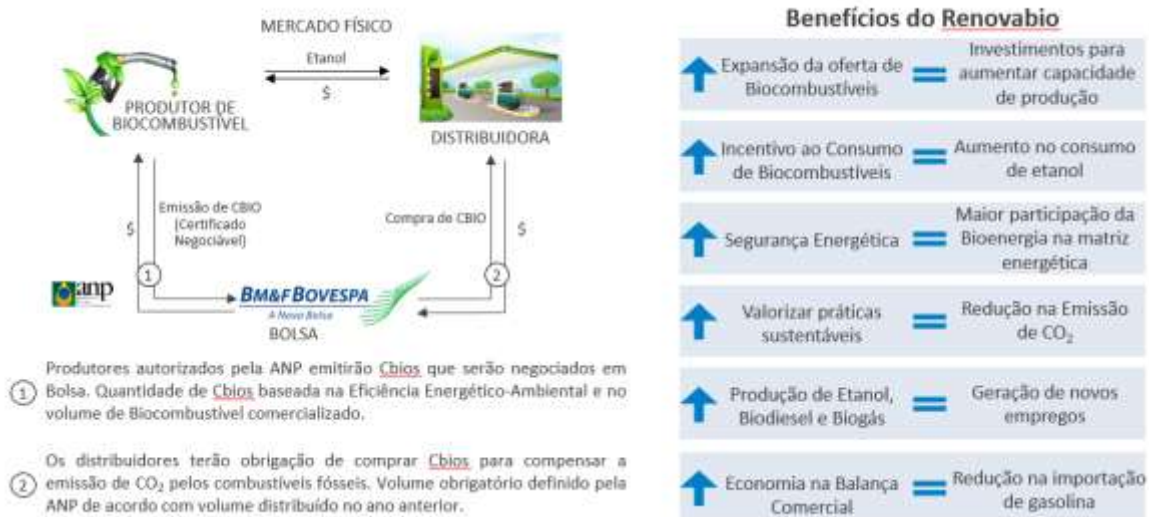 MERCADO FÍSICO
Etanol
$
PRODUTOR DE
BIOCOMBUSTÍVEL
DISTRIBUIDORA
Emissão de CBIO
(Certificado
Negociável)
$
Compra de CBIO
$
1
2
anp
BM&FBOVESPA
A Nova Bolsa
BOLSA
1
Produtores autorizados pela ANP emitirão Cbios que serão negociados em
Bolsa. Quantidade de Cbios baseada na Eficiência Energético-Ambiental e no
volume de Biocombustível comercializado.
2
Os distribuidores terão obrigação de comprar Cbios para compensar a
emissão de CO₂ pelos combustíveis fósseis. Volume obrigatório definido pela
ANP de acordo com volume distribuído no ano anterior.
Benefícios do Renovabio
Expansão da oferta de
Biocombustíveis
=
Investimentos para
aumentar capacidade
de produção
Incentivo ao Consumo
de Biocombustíveis
=
Aumento no consumo
de etanol
Segurança Energética
=
Maior participação da
Bioenergia na matriz
energética
Valorizar práticas
sustentáveis
=
Redução na Emissão
de CO₂
Produção de Etanol,
Biodiesel e Biogás
=
Geração de novos
empregos
Economia na Balança
Comercial
=
Redução na importação
de gasolina